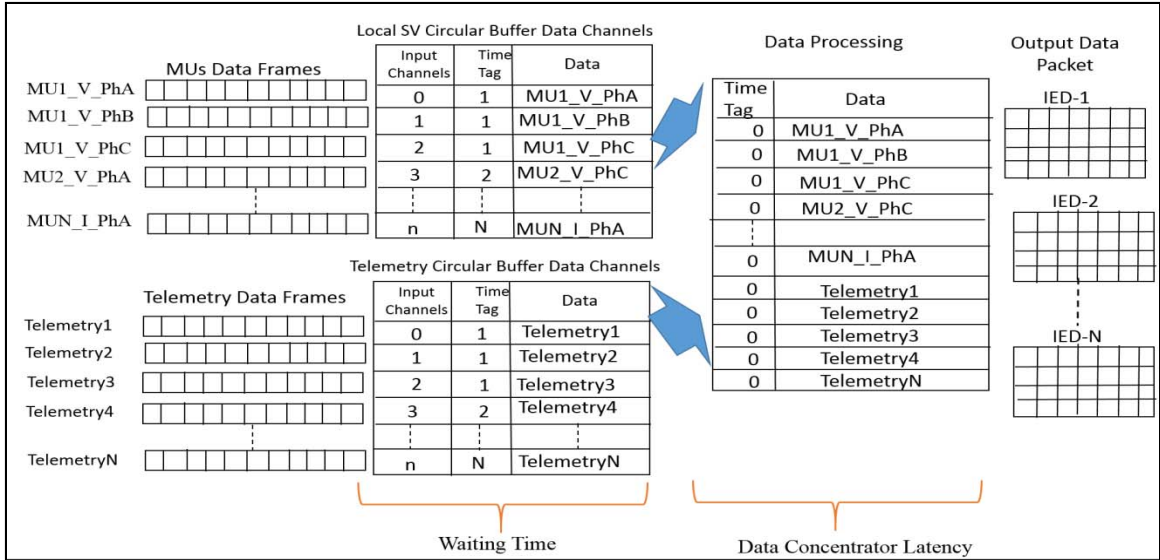 Local SV Circular Buffer Data Channels
MUs Data Frames
Input Channels Time Tag Data
MU1_V_PhA 0 1 MU1_V_PhA
MU1_V_PhB 1 1 MU1_V_PhB
MU1_V_PhC 2 1 MU1_V_PhC
MU2_V_PhA 3 2 MU2_V_PhC
MUN_I_PhA n N MUN_I_PhA
Telemetry Circular Buffer Data Channels
Telemetry Data Frames
Input Channels Time Tag Data
Telemetry1 0 1 Telemetry1
Telemetry2 1 1 Telemetry2
Telemetry3 2 1 Telemetry3
Telemetry4 3 2 Telemetry4
TelemetryN n N TelemetryN
Waiting Time
Data Processing
Time Tag Data
0 MU1_V_PhA
0 MU1_V_PhB
0 MU1_V_PhC
0 MU2_V_PhC
0 MUN_I_PhA
0 Telemetry1
0 Telemetry2
0 Telemetry3
0 Telemetry4
0 TelemetryN
Data Concentrator Latency
Output Data
Packet
IED-1
IED-2
IED-N